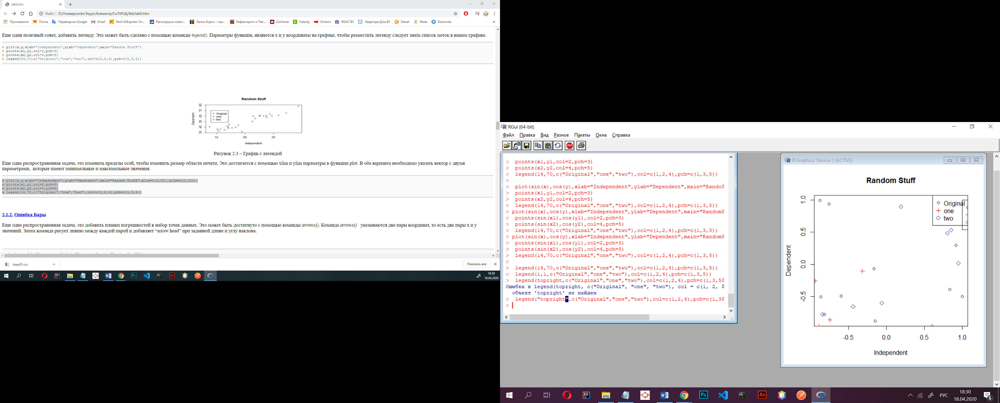 lab6.htm
Файл | D:/Университет/3курс/6семестр/СиТИОД/lb6/lab6.htm
Приложения Почта Переводчик Google Gmail Мой AliExpress: Уп... Регистрация новог... Лапин Борис - ска... Рефакторинг и Пат... GoHome Hata.by Sindom REALT.BY Квартира-Дом.BY Slanet Resta Domovita »
Еще один полезный совет, добавить легенду. Это может быть сделано с помощью команды legend(). Параметры функции, являются x и y координаты на графике, чтобы разместить легенду следует знать список меток в вашем графике.
> plot(x,y,xlab="Independent",ylab="Dependent",main="Random Stuff")
> points(x1,y1,col=2,pch=3)
> points(x2,y2,col=4,pch=5)
> legend(14,70,c("Original","one","two"),col=c(1,2,4),pch=c(1,3,5))
Random Stuff
Dependent
30 40 50 60 70 80
Original
one
two
15 20 25
Independent
Рисунок 2.3 – График с легендой
Еще одна распространенная задача, это изменить пределы осей, чтобы изменить размер области печати. Это достигается с помощью xlim и ylim параметры в функции plot. В оба варианта необходимо указать вектор с двумя
параметрами, которые имеют минимальные и максимальные значения.
> plot(x,y,xlab="Independent",ylab="Dependent",main="Random Stuff",xlim=c(0,30),ylim=c(0,100))
> points(x1,y1,col=2,pch=3)
> points(x2,y2,col=4,pch=5)
> legend(14,70,c("Original","one","two"),col=c(1,2,4),pch=c(1,3,5))
2.1.2. Ошибка Бары
Еще одна распространенная задача, это добавить планки погрешностей в набор точек данных. Это может быть достигнуто с помощью команды arrows(). Команда arrows() указываются две пары координат, то есть две пары x и y
значений. Затем команда рисует линию между каждой парой и добавляет “arrow head” при заданной длине и углу наклона.
trees91.csv
Показать все
18:30
18.04.2020
RGui (64-bit)
Файл Правка Вид Разное Пакеты Окна Справка
STOP
> points(x1,y1,col=2,pch=3)
> points(x2,y2,col=4,pch=5)
> legend(14,70,c("Original","one","two"),col=c(1,2,4),pch=c(1,3,5))
>
> plot(sin(x),cos(y),xlab="Independent",ylab="Dependent",main="Rando$
> points(x1,y1,col=2,pch=3)
> points(x2,y2,col=4,pch=5)
> legend(14,70,c("Original","one","two"),col=c(1,2,4),pch=c(1,3,5))
> plot(sin(x),cos(y),xlab="Independent",ylab="Dependent",main="Random$
> points(sin(x1),cos(y1),col=2,pch=3)
> points(sin(x2),cos(y2),col=4,pch=5)
> legend(14,70,c("Original","one","two"),col=c(1,2,4),pch=c(1,3,5))
> plot(sin(x),cos(y),xlab="Independent",ylab="Dependent",main="Random$
> points(sin(x1),cos(y1),col=2,pch=3)
> points(sin(x2),cos(y2),col=4,pch=5)
> legend(14,70,c("Original","one","two"),col=c(1,2,4),pch=c(1,3,5))
>
> legend(14,70,c("Original","one","two"),col=c(1,2,4),pch=c(1,3,5))
> legend(1,1,c("Original","one","two"),col=c(1,2,4),pch=c(1,3,5))
> legend(topright,c("Original","one","two"),col=c(1,2,4),pch=c(1,3,5$
Ошибка в legend(topright, c("Original", "one", "two"), col = c(1, 2, $
объект 'topright' не найден
> legend("topright",c("Original","one","two"),col=c(1,2,4),pch=c(1,3$
>
R Graphics: Device 2 (ACTIVE)
Random Stuff
Dependent
-0.5 0.0 0.5 1.0
Original
one
two
-0.5 0.0 0.5 1.0
Independent
РУС
18:30
18.04.2020
6